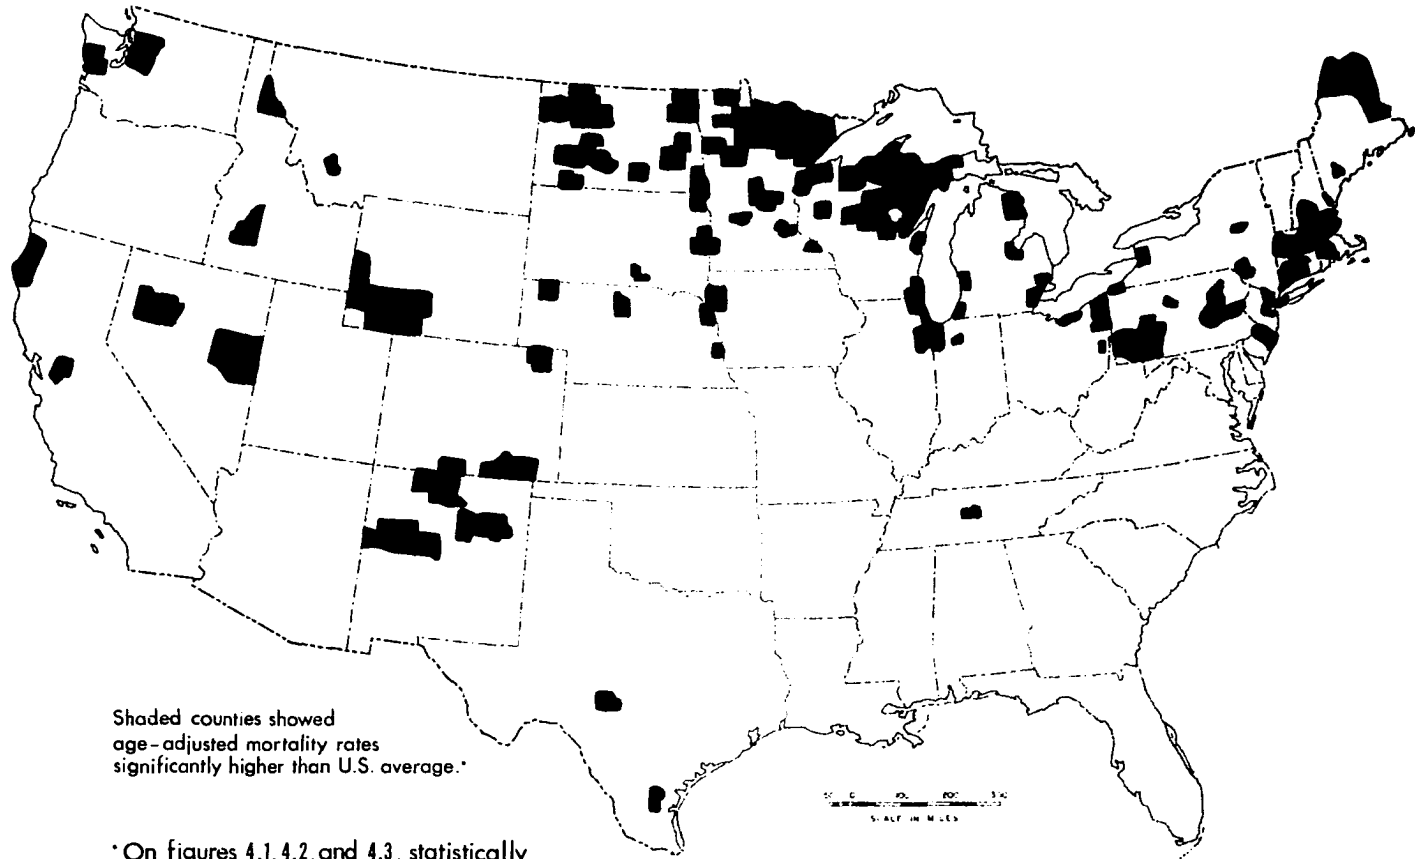 Shaded counties showed
age-adjusted mortality rates
significantly higher than U.S. average.*
*On figures 4.1, 4.2, and 4.3, statistically
SCALE IN MILES